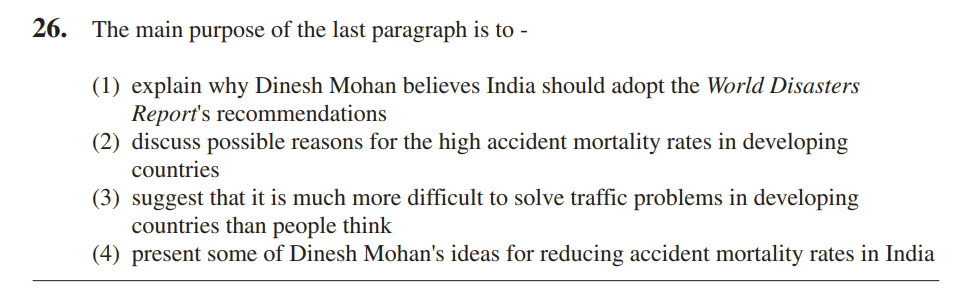 26. The main purpose of the last paragraph is to -
(1) explain why Dinesh Mohan believes India should adopt the World Disasters
Report's recommendations
(2) discuss possible reasons for the high accident mortality rates in developing
countries
(3) suggest that it is much more difficult to solve traffic problems in developing
countries than people think
(4) present some of Dinesh Mohan's ideas for reducing accident mortality rates in India